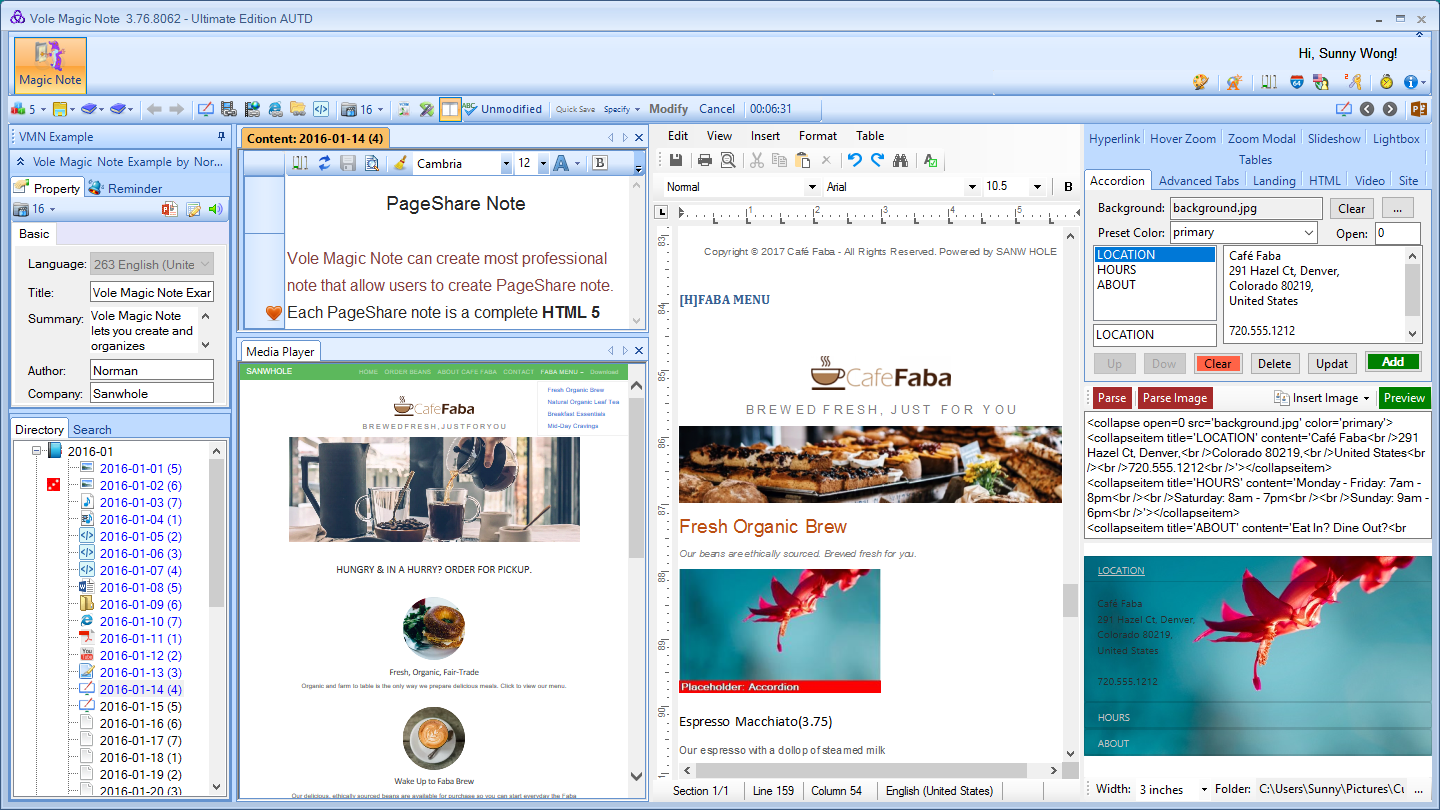 Vole Magic Note 3.76.8062 - Ultimate Edition AUTD
Hi, Sunny Wong!
Magic Note
5
16
ABC
Unmodified
Quick Save
Specify
Modify
Cancel
00:06:31
VMN Example
Vole Magic Note Example by Nor...
Property
Reminder
16
Basic
Language: 263 English (Unite
Title: Vole Magic Note Exar
Summary: Vole Magic Note
lets you create and
organizes
Author: Norman
Company: Sanwhole
Directory
Search
2016-01
2016-01-01 (5)
2016-01-02 (6)
2016-01-03 (7)
2016-01-04 (1)
2016-01-05 (2)
2016-01-06 (3)
2016-01-07 (4)
2016-01-08 (5)
2016-01-09 (6)
2016-01-10 (7)
2016-01-11 (1)
2016-01-12 (2)
2016-01-13 (3)
2016-01-14 (4)
2016-01-15 (5)
2016-01-16 (6)
2016-01-17 (7)
2016-01-18 (1)
2016-01-19 (2)
2016-01-20 (3)
Content: 2016-01-14 (4)
Cambria
12
A
B
PageShare Note
Vole Magic Note can create most professional
note that allow users to create PageShare note.
Each PageShare note is a complete HTML 5
Media Player
SANWHOLE
HOME ORDER BEANS ABOUT CAFE FABA CONTACT FABA MENU Download
Fresh Organic Brew
Natural Organic Leaf Tea
Breakfast Essentials
Mid-Day Cravings
CafeFaba
BREWEDFRESH,JUSTFORYOU
HUNGRY & IN A HURRY? ORDER FOR PICKUP.
Fresh, Organic, Fair-Trade
Organic and farm to table is the only way we prepare delicious meals. Click to view our menu.
Wake Up to Faba Brew
Our delicious, ethically sourced beans are available for purchase so you can start everyday the Faba
Edit View Insert Format Table
Normal
Arial
10.5
B
L
1 2 3 4 5
83
84
85
86
87
88
89
90
Copyright © 2017 Café Faba - All Rights Reserved. Powered by SANW HOLE
[H]FABA MENU
CafeFaba
BREWED FRESH, JUST FOR YOU
Fresh Organic Brew
Our beans are ethically sourced. Brewed fresh for you.
Placeholder: Accordion
Espresso Macchiato(3.75)
Our espresso with a dollop of steamed milk
Section 1/1
Line 159
Column 54
English (United States)
Hyperlink Hover Zoom Zoom Modal Slideshow Lightbox
Tables
Accordion Advanced Tabs Landing HTML Video Site
Background: background.jpg Clear ...
Preset Color: primary Open: 0
LOCATION
HOURS
ABOUT
LOCATION
Café Faba
291 Hazel Ct, Denver,
Colorado 80219,
United States
720.555.1212
Up Dow Clear Delete Updat Add
Parse Parse Image Insert Image Preview
<collapse open=0 src='background.jpg' color='primary'>
<collapseitem title='LOCATION' content='Café Faba<br />291
Hazel Ct, Denver,<br />Colorado 80219,<br />United States<br
/><br />720.555.1212<br />'></collapseitem>
<collapseitem title='HOURS' content='Monday - Friday: 7am -
8pm<br /><br />Saturday: 8am - 7pm<br /><br />Sunday: 9am -
6pm<br />'></collapseitem>
<collapseitem title='ABOUT' content='Eat In? Dine Out?<br
LOCATION
Café Faba
291 Hazel Ct, Denver,
Colorado 80219,
United States
720.555.1212
HOURS
ABOUT
Width: 3 inches Folder: C:\Users\Sunny\Pictures\Cu ...